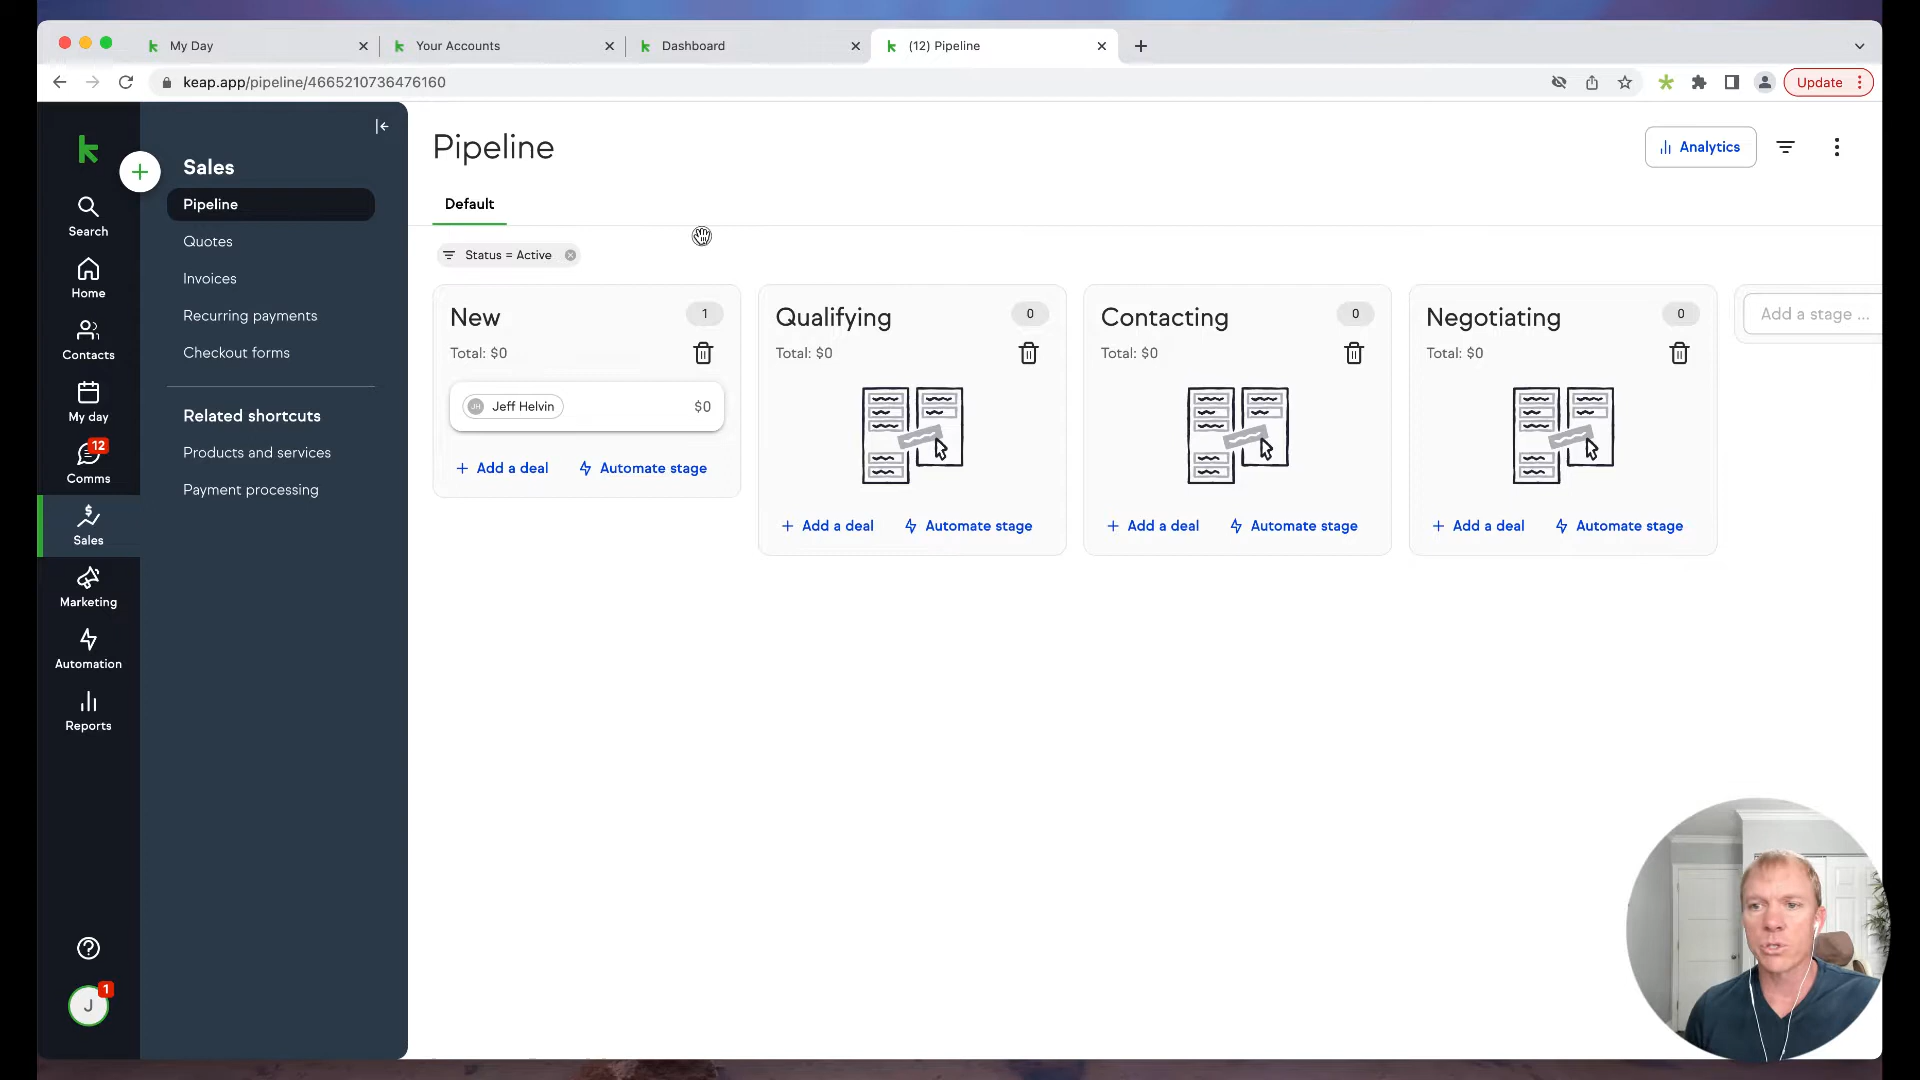 My Day
Your Accounts
Dashboard
(12) Pipeline
keap.app/pipeline/4665210736476160
Update
Search
Home
Contacts
My day
12
Comms
Sales
Marketing
Automation
Reports
J
1
Sales
Pipeline
Quotes
Invoices
Recurring payments
Checkout forms
Related shortcuts
Products and services
Payment processing
Pipeline
Analytics
Default
Status = Active
New
1
Total: $0
JH
Jeff Helvin
$0
+ Add a deal
Automate stage
Qualifying
0
Total: $0
+ Add a deal
Automate stage
Contacting
0
Total: $0
+ Add a deal
Automate stage
Negotiating
0
Total: $0
+ Add a deal
Automate stage
Add a stage ...